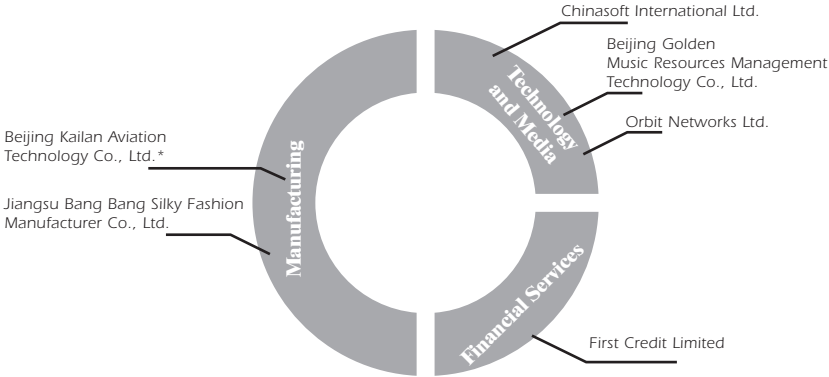 Chinasoft International Ltd.
Beijing Golden
Music Resources Management
Technology Co., Ltd.
Technology
and Media
Orbit Networks Ltd.
Beijing Kailan Aviation
Technology Co., Ltd.*
Manufacturing
Jiangsu Bang Bang Silky Fashion
Manufacturer Co., Ltd.
Financial Services
First Credit Limited